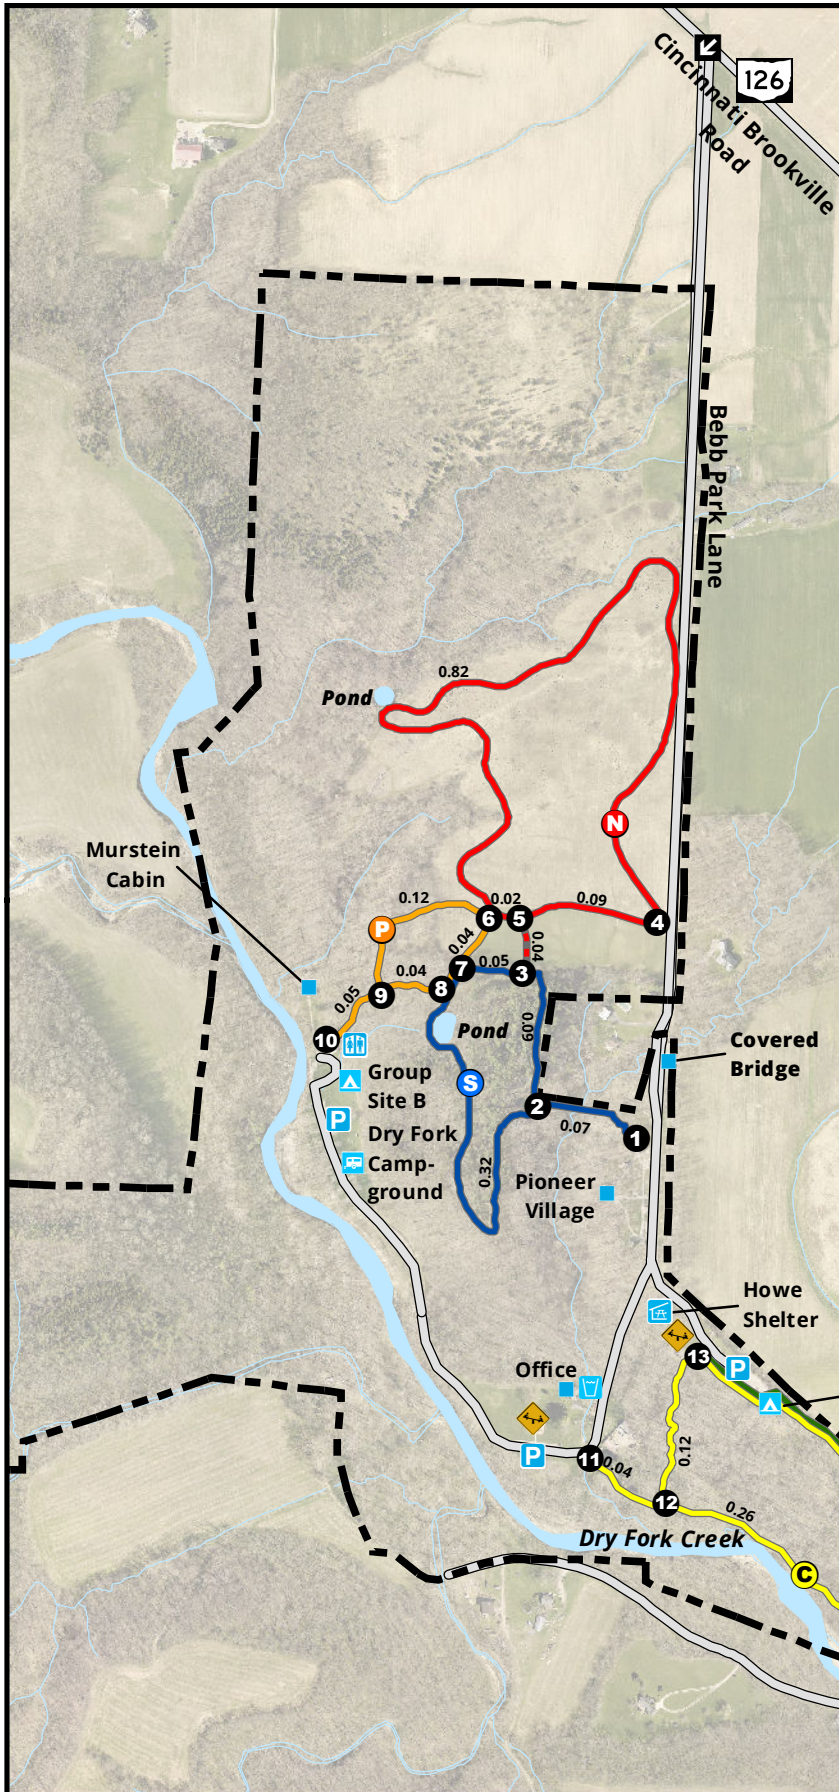 Cincinnati Brookville
Road
126
Bebb Park Lane
0.82
Pond
N
Murstein
Cabin
0.12
0.02
0.09
P
6
5
4
0.04
0.04
7
0.05
3
0.04
8
9
0.05
10
Pond
0.09
Covered
Bridge
Group
Site B
S
2
0.07
1
P
Dry Fork
Camp-
ground
0.32
Pioneer
Village
Howe
Shelter
13
P
Office
P
11
0.04
0.12
12
0.26
Dry Fork Creek
C